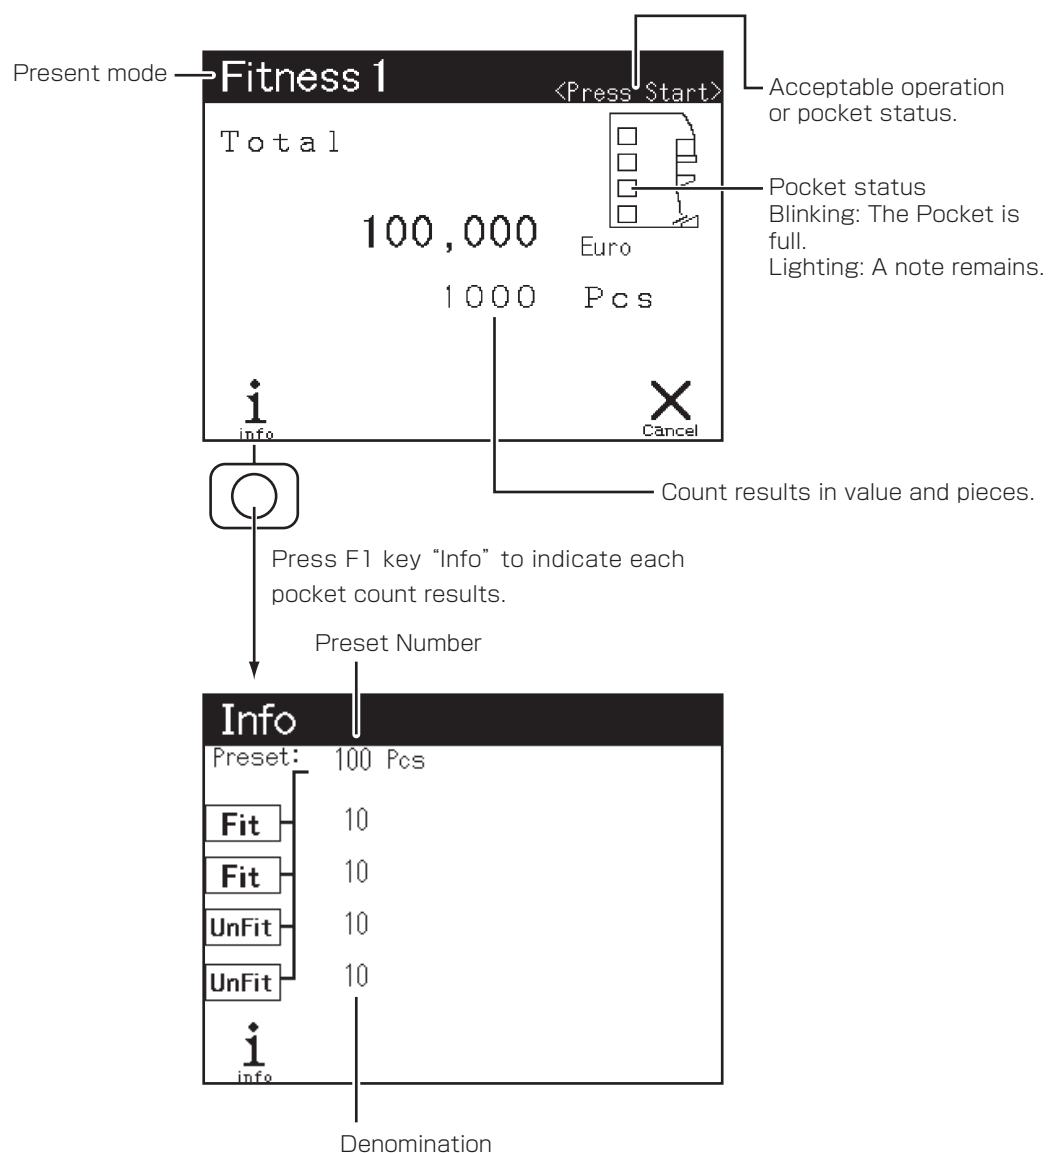 Present mode
Fitness 1
<Press Start>
Acceptable operation
or pocket status.
Total
Pocket status
Blinking: The Pocket is
full.
Lighting: A note remains.
100,000 Euro
1000 Pcs
info
Cancel
Count results in value and pieces.
Press F1 key “Info” to indicate each
pocket count results.
Preset Number
Info
Preset: 100 Pcs
Fit 10
Fit 10
UnFit 10
UnFit 10
info
Denomination